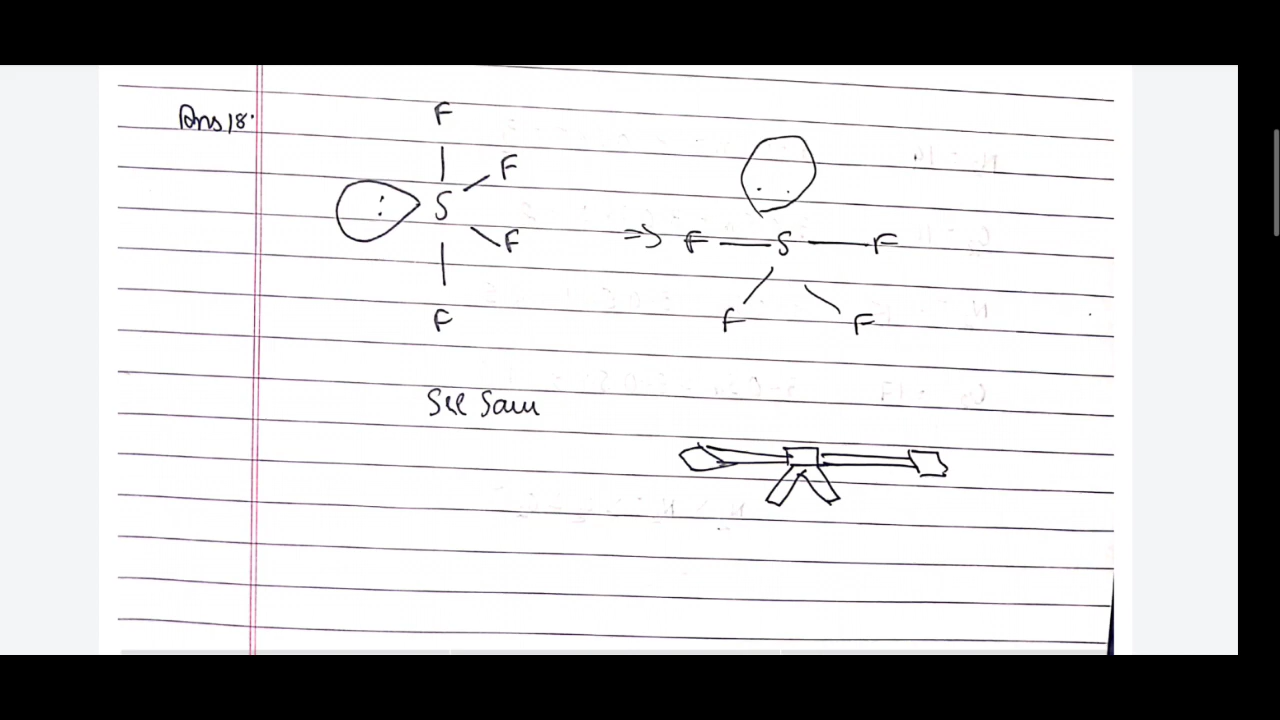 Ans 18.
F
F
: S
F
F
⇒ F — S — F
F F
See Saw